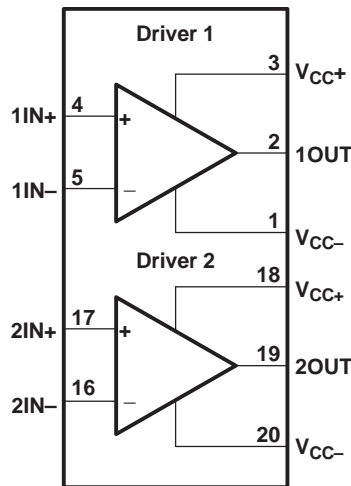 Driver 1
3 VCC+
1IN+ 4 +
2 1OUT
1IN– 5 –
1 VCC–
Driver 2
18 VCC+
2IN+ 17 +
19 2OUT
2IN– 16 –
20 VCC–